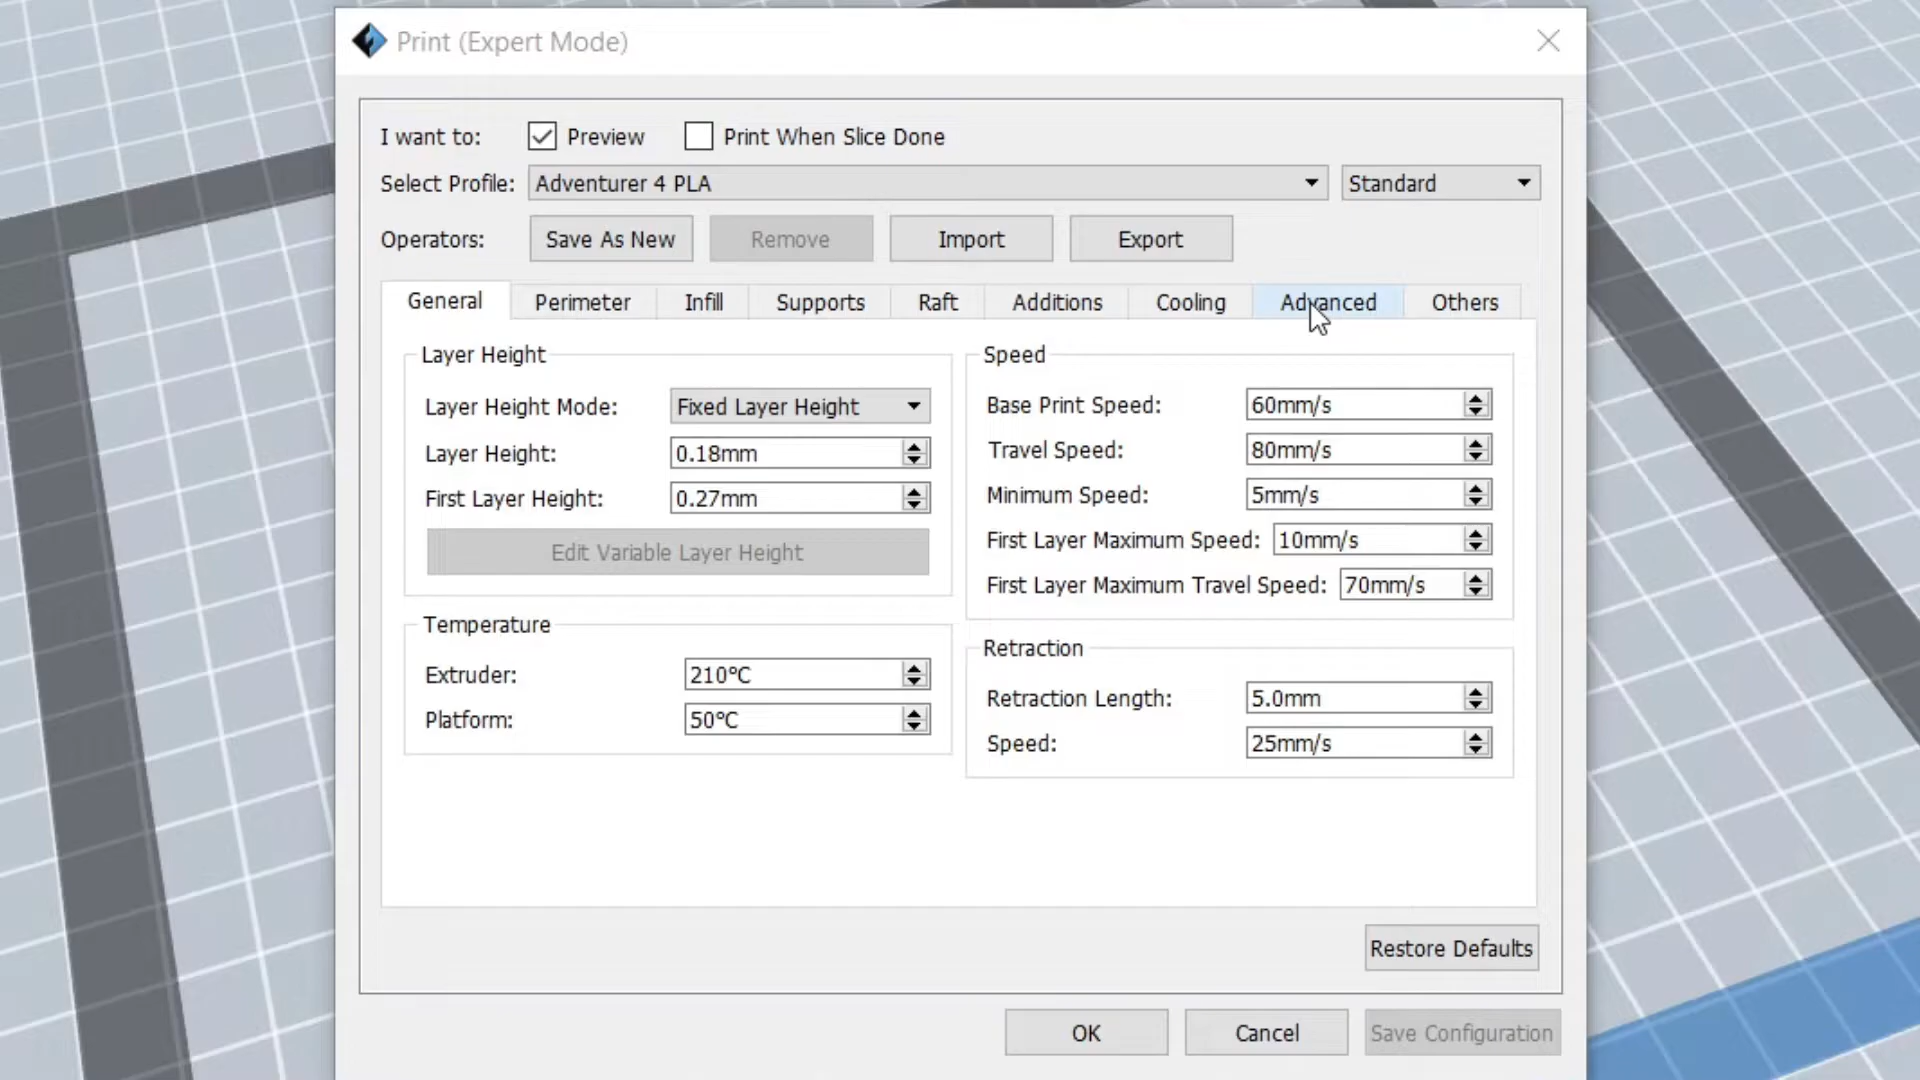 Print (Expert Mode)
I want to: Preview Print When Slice Done
Select Profile: Adventurer 4 PLA Standard
Operators: Save As New Remove Import Export
General Perimeter Infill Supports Raft Additions Cooling Advanced Others
Layer Height
Layer Height Mode: Fixed Layer Height
Layer Height: 0.18mm
First Layer Height: 0.27mm
Edit Variable Layer Height
Temperature
Extruder: 210°C
Platform: 50°C
Speed
Base Print Speed: 60mm/s
Travel Speed: 80mm/s
Minimum Speed: 5mm/s
First Layer Maximum Speed: 10mm/s
First Layer Maximum Travel Speed: 70mm/s
Retraction
Retraction Length: 5.0mm
Speed: 25mm/s
Restore Defaults
OK Cancel Save Configuration